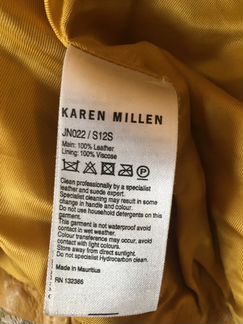 KAREN MILLEN
JN022 / S12S
Main: 100% Leather
Lining: 100% Viscose
P
Clean professionally by a specialist
leather and suede expert.
Specialist cleaning may result in some
change in handle and colour.
Do not use household detergents on this
garment.
This garment is not waterproof avoid
contact in wet weather.
Colour transference may occur, avoid
contact with light colours.
Store away from direct sunlight.
Do not specialist Hydrocarbon clean.
Made in Mauritius
RN 132365